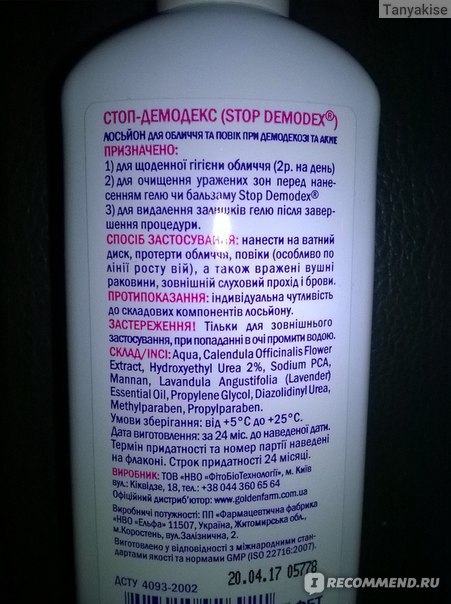 Tanyakise
СТОП-ДЕМОДЕКС (STOP DEMODEX®)
ЛОСЬЙОН ДЛЯ ОБЛИЧЧЯ ТА ПОВІК ПРИ ДЕМОДЕКОЗІ ТА АКНЕ
ПРИЗНАЧЕНО:
1) для щоденної гігієни обличчя (2р. на день)
2) для очищення уражених зон перед нане-
сенням гелю чи бальзаму Stop Demodex®
3) для видалення залишків гелю після завер-
шення процедури.
СПОСІБ ЗАСТОСУВАННЯ: нанести на ватний
диск, протерти обличчя, повіки (особливо по
лінії росту вій), а також вражені вушні
раковини, зовнішній слуховий прохід і брови.
ПРОТИПОКАЗАННЯ: індивідуальна чутливість
до складових компонентів лосьйону.
ЗАСТЕРЕЖЕННЯ! Тільки для зовнішнього
застосування, при попаданні в очі промити водою.
СКЛАД/INCI: Aqua, Calendula Officinalis Flower
Extract, Hydroxyethyl Urea 2%, Sodium PCA,
Mannan, Lavandula Angustifolia (Lavender)
Essential Oil, Propylene Glycol, Diazolidinyl Urea,
Methylparaben, Propylparaben.
Умови зберігання: від +5°C до +25°C.
Дата виготовлення: за 24 міс. до наведеної дати.
Термін придатності та номер партії наведені
на флаконі. Строк придатності 24 місяці.
ВИРОБНИК: ТОВ «НВО «ФітоБіоТехнології», м. Київ
вул.: Кіквідзе, 18, тел.: +38 044 360 65 64
Офіційний дистриб'ютор: www.goldenfarm.com.ua
Виробничі потужності: ПП «Фармацевтична фабрика
«НВО «Ельфа» 11507, Україна, Житомирська обл.,
м.Коростень, вул.Залізнична, 2.
Виготовлено у відповідності з міжнародними стан-
дартами якості та нормами GMP (ISO 22716:2007).
ДСТУ 4093-2002
20.04.17 05778
IRECOMMEND.RU